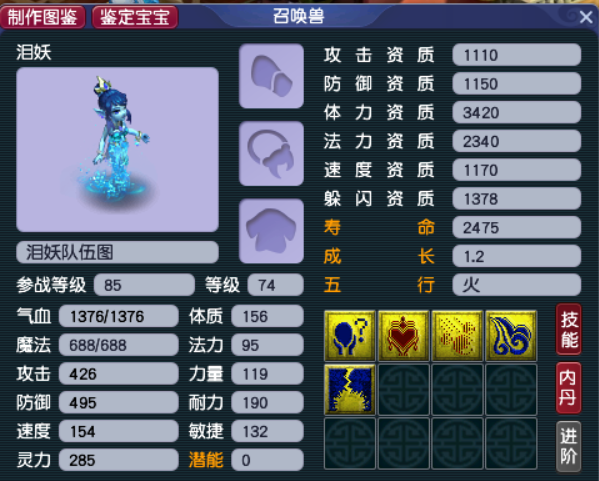 制作图鉴 鉴定宝宝 召唤兽
泪妖
攻击资质 1110
防御资质 1150
体力资质 3420
法力资质 2340
速度资质 1170
躲闪资质 1378
寿命 2475
成长 1.2
五行 火
泪妖队伍图
参战等级 85 等级 74
气血 1376/1376 体质 156
魔法 688/688 法力 95
攻击 426 力量 119
防御 495 耐力 190
速度 154 敏捷 132
灵力 285 潜能 0
?
技能
内丹
进阶